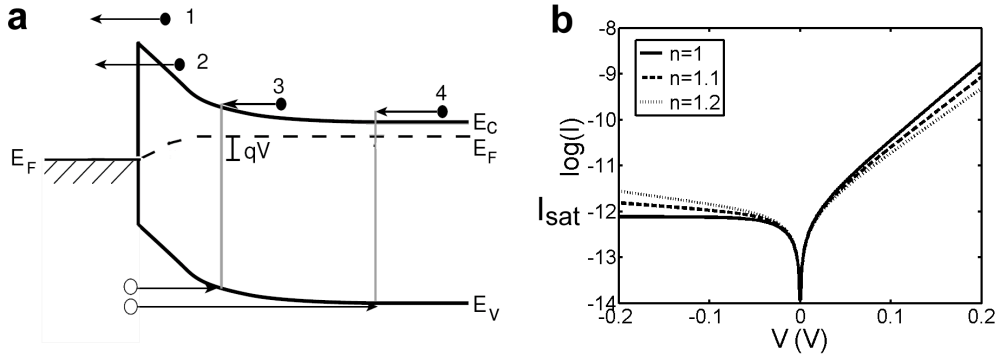 a
1
2
3
4
E_C
E_F
E_F
qV
E_V
b
n=1
n=1.1
n=1.2
log(I)
-8
-9
-10
-11
-12
-13
-14
I_sat
-0.2
-0.1
0
0.1
0.2
V (V)